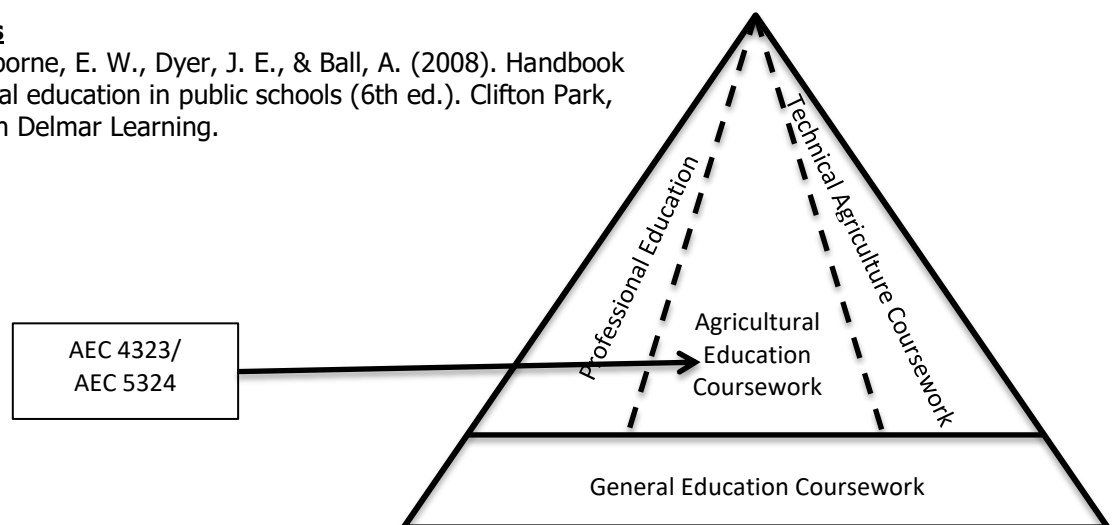 s
borne, E. W., Dyer, J. E., & Ball, A. (2008). Handbook
al education in public schools (6th ed.). Clifton Park,
n Delmar Learning.
Professional Education
Technical Agriculture Coursework
AEC 4323/
AEC 5324
Agricultural
Education
Coursework
General Education Coursework